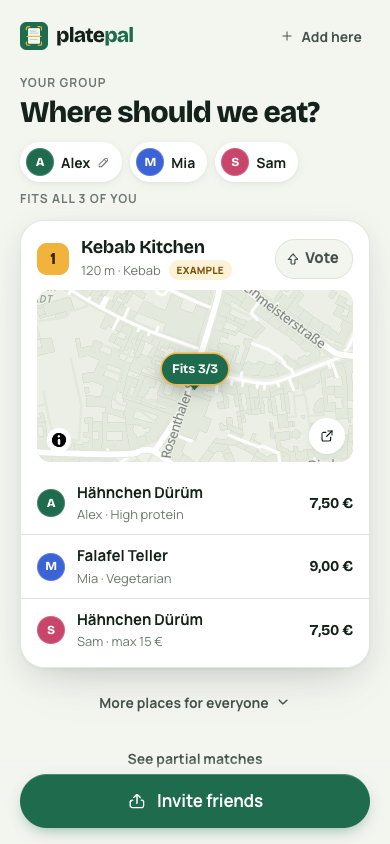 platepal
Add here
YOUR GROUP
Where should we eat?
A Alex
M Mia
S Sam
FITS ALL 3 OF YOU
1
Kebab Kitchen
120 m · Kebab EXAMPLE
Vote
Fits 3/3
Rosenthaler S
A
Hähnchen Dürüm
Alex · High protein
7,50 €
M
Falafel Teller
Mia · Vegetarian
9,00 €
S
Hähnchen Dürüm
Sam · max 15 €
7,50 €
More places for everyone
See partial matches
Invite friends